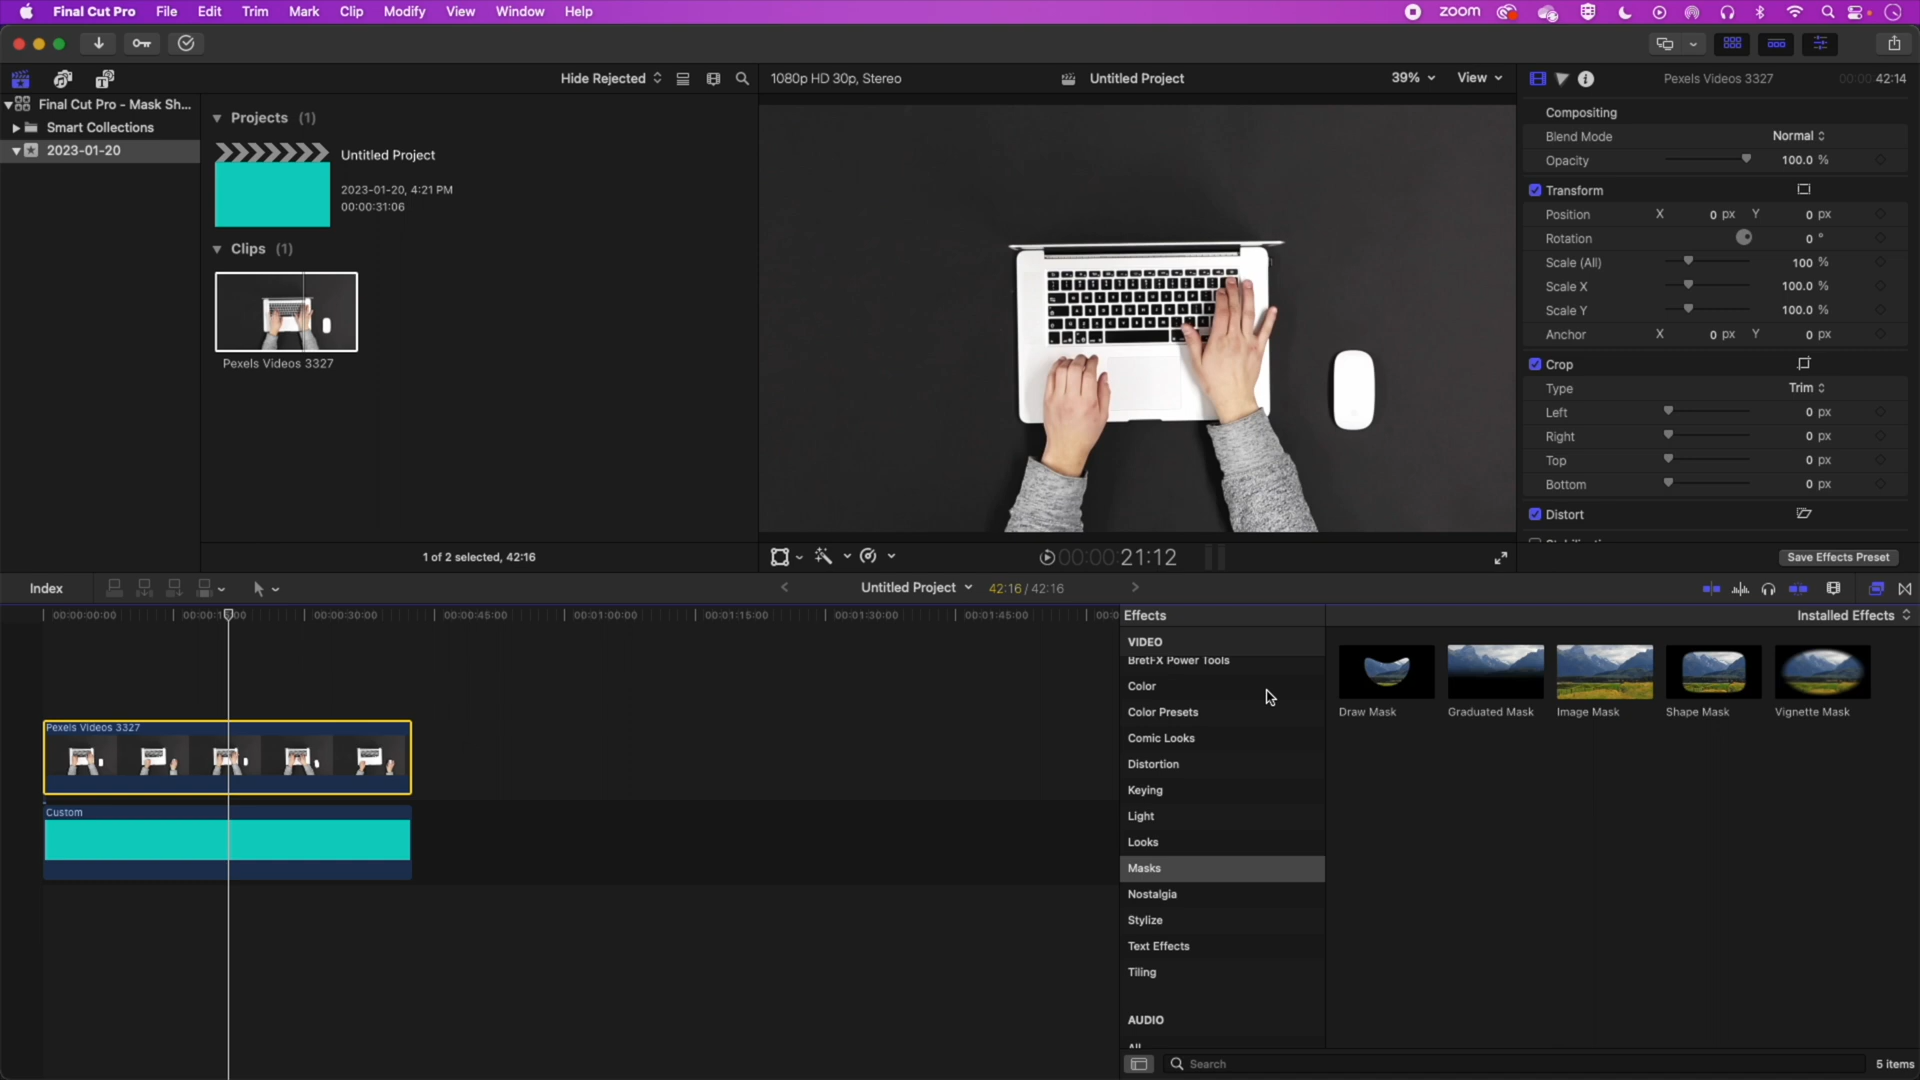 Final Cut Pro File Edit Trim Mark Clip Modify View Window Help
zoom
Hide Rejected
1080p HD 30p, Stereo
Untitled Project
39%
View
Pexels Videos 3327
00:00:42:14
Final Cut Pro - Mask Sh...
Smart Collections
2023-01-20
Projects (1)
Untitled Project
2023-01-20, 4:21 PM
00:00:31:06
Clips (1)
Pexels Videos 3327
1 of 2 selected, 42:16
Compositing
Blend Mode Normal
Opacity 100.0 %
Transform
Position X 0 px Y 0 px
Rotation 0 °
Scale (All) 100 %
Scale X 100.0 %
Scale Y 100.0 %
Anchor X 0 px Y 0 px
Crop
Type Trim
Left 0 px
Right 0 px
Top 0 px
Bottom 0 px
Distort
Save Effects Preset
00:00:21:12
Index
Untitled Project
42:16 / 42:16
00:00:00:00
00:00:30:00
00:00:45:00
00:01:00:00
00:01:15:00
00:01:30:00
00:01:45:00
Pexels Videos 3327
Custom
Effects
Installed Effects
VIDEO
BretFX Power Tools
Color
Color Presets
Comic Looks
Distortion
Keying
Light
Looks
Masks
Nostalgia
Stylize
Text Effects
Tiling
AUDIO
All
Draw Mask
Graduated Mask
Image Mask
Shape Mask
Vignette Mask
Search
5 items